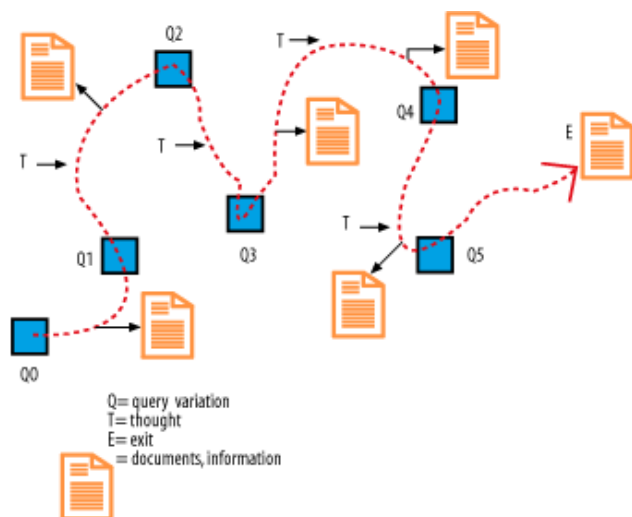 Q2
T
Q4
E
T
T
Q3
T
Q1
Q5
Q0
Q= query variation
T= thought
E= exit
= documents, information